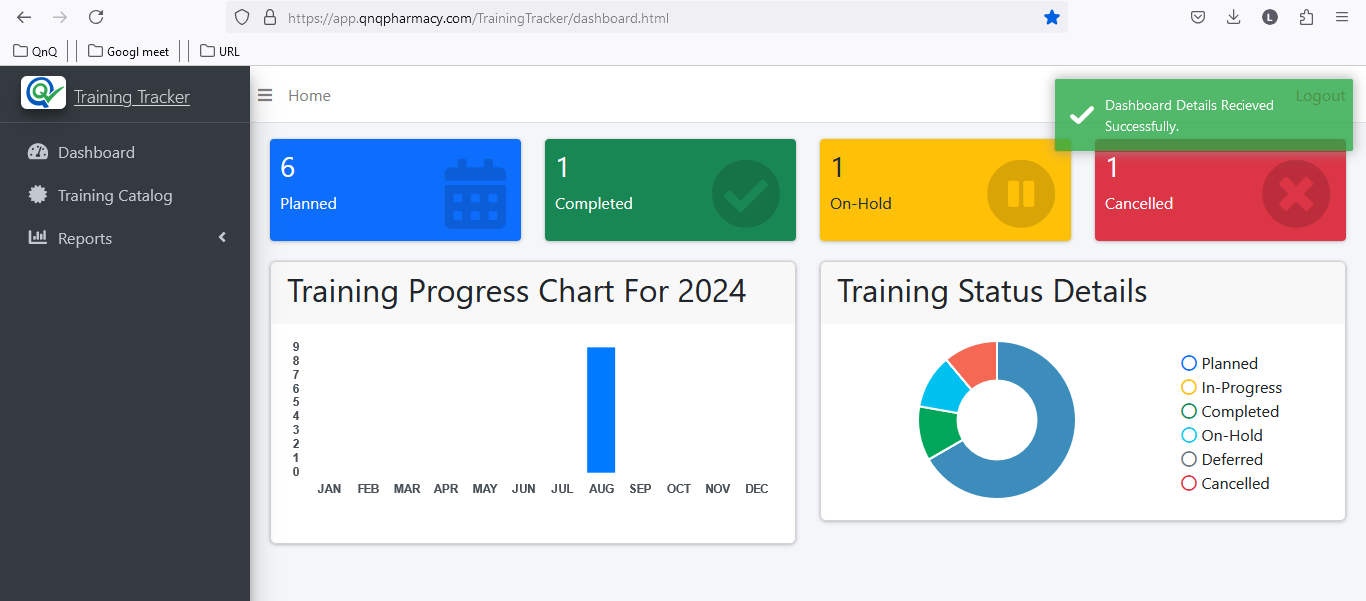 https://app.qnqpharmacy.com/TrainingTracker/dashboard.html
L
QnQ
Googl meet
URL
Training Tracker
Home
Logout
Dashboard Details Recieved
Successfully.
Dashboard
Training Catalog
Reports
6
Planned
1
Completed
1
On-Hold
1
Cancelled
Training Progress Chart For 2024
9
8
7
6
5
4
3
2
1
0
JAN FEB MAR APR MAY JUN JUL AUG SEP OCT NOV DEC
Training Status Details
Planned
In-Progress
Completed
On-Hold
Deferred
Cancelled